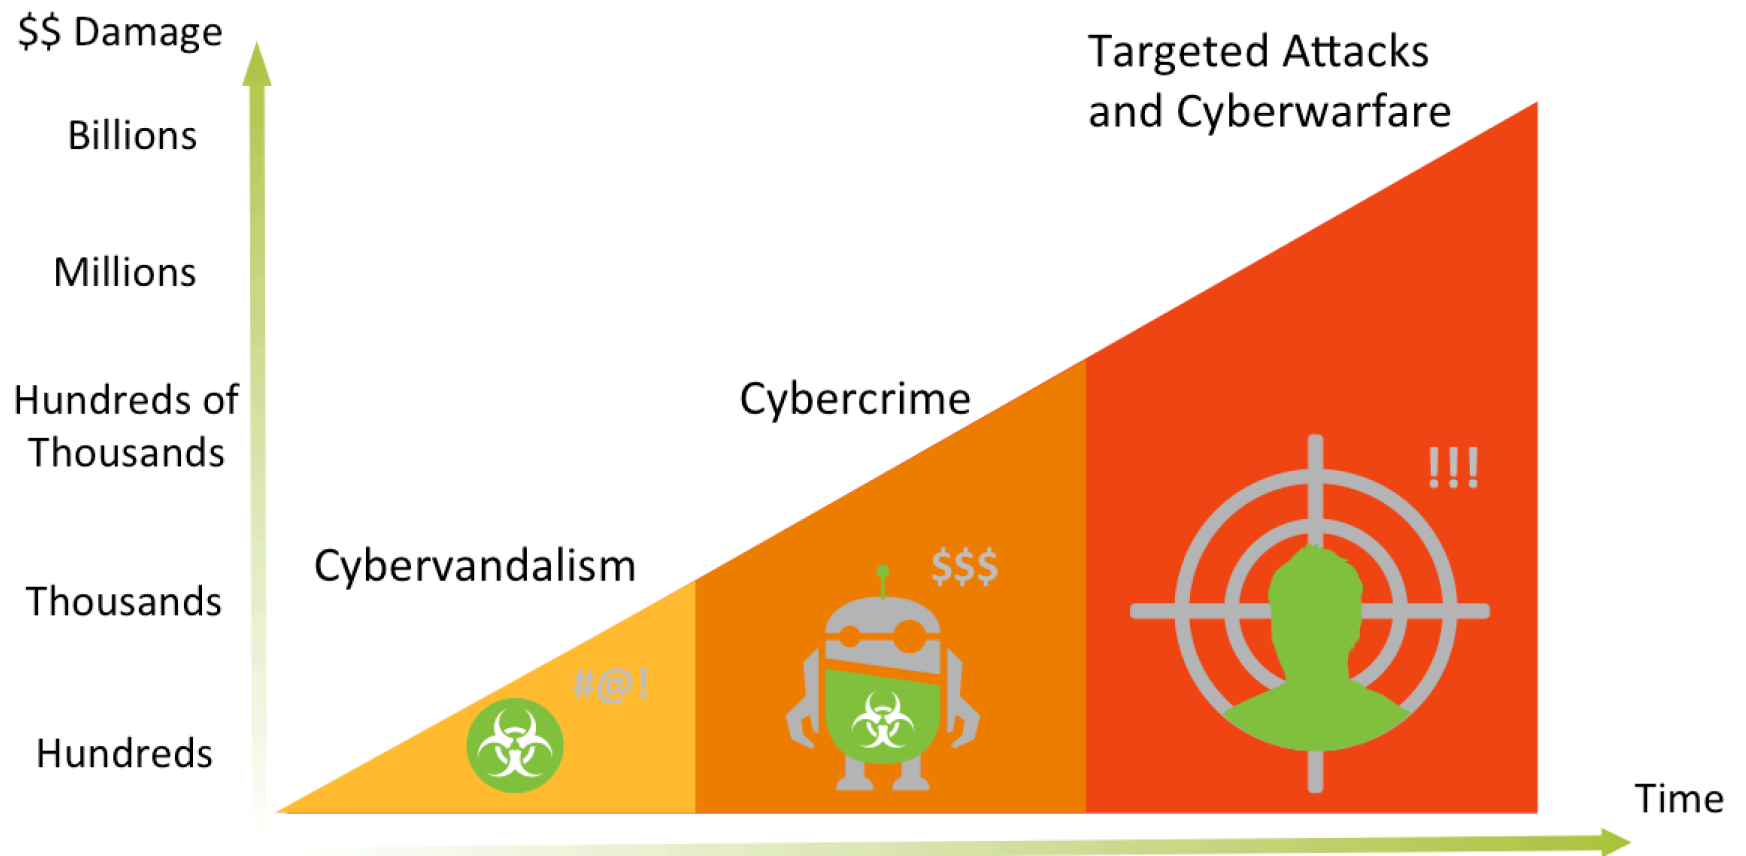 $$ Damage
Billions
Millions
Hundreds of
Thousands
Thousands
Hundreds
Cybervandalism
#@!
Cybercrime
$$$
Targeted Attacks
and Cyberwarfare
!!!
Time